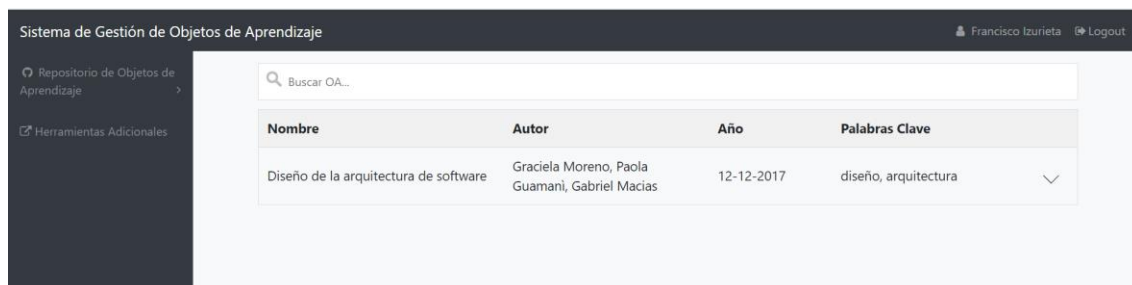 Sistema de Gestión de Objetos de Aprendizaje
Francisco Izurieta Logout
Repositorio de Objetos de
Aprendizaje
Herramientas Adicionales
Buscar OA...
Nombre Autor Año Palabras Clave
Diseño de la arquitectura de software Graciela Moreno, Paola
Guamanì, Gabriel Macias 12-12-2017 diseño, arquitectura